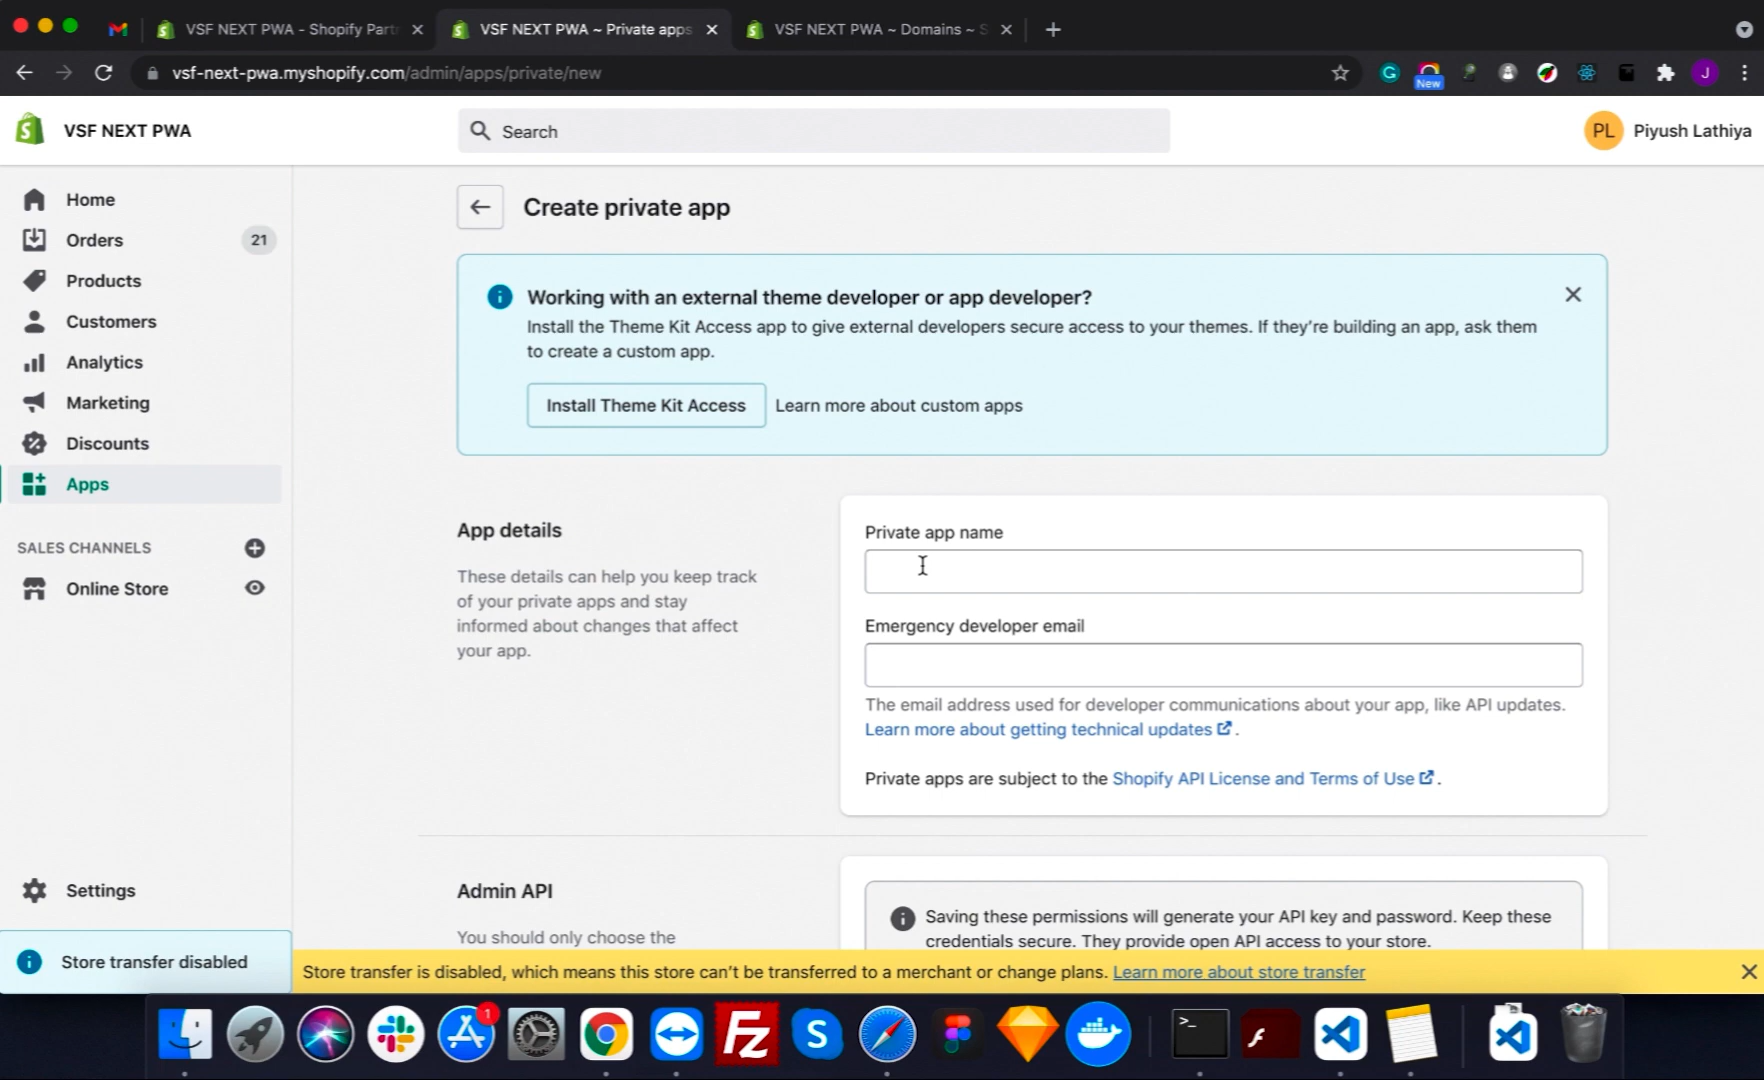 VSF NEXT PWA - Shopify Part
VSF NEXT PWA ~ Private apps
VSF NEXT PWA ~ Domains ~ S
vsf-next-pwa.myshopify.com/admin/apps/private/new
New
J
VSF NEXT PWA
Search
PL
Piyush Lathiya
Home
Orders
21
Products
Customers
Analytics
Marketing
Discounts
Apps
SALES CHANNELS
Online Store
Settings
Store transfer disabled
Create private app
Working with an external theme developer or app developer?
Install the Theme Kit Access app to give external developers secure access to your themes. If they're building an app, ask them
to create a custom app.
Install Theme Kit Access
Learn more about custom apps
App details
These details can help you keep track
of your private apps and stay
informed about changes that affect
your app.
Private app name
Emergency developer email
The email address used for developer communications about your app, like API updates.
Learn more about getting technical updates .
Private apps are subject to the Shopify API License and Terms of Use .
Admin API
You should only choose the
Saving these permissions will generate your API key and password. Keep these
credentials secure. They provide open API access to your store.
Store transfer is disabled, which means this store can't be transferred to a merchant or change plans. Learn more about store transfer
1
Fz
S
>_